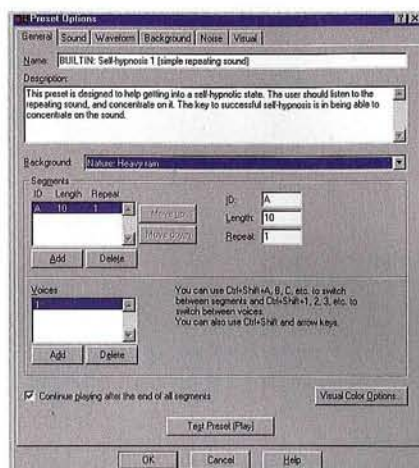 Preset Options
General Sound Waveform Background Noise Visual
Name: BUILTIN: Self-hypnosis 1 (simple repeating sound)
Description:
This preset is designed to help getting into a self-hypnotic state. The user should listen to the
repeating sound, and concentrate on it. The key to successful self-hypnosis is in being able to
concentrate on the sound.
Background: Nature: Heavy rain
Segments
ID Length Repeat
A 10 1
Move up
Move down
ID: A
Length: 10
Repeat: 1
Add Delete
Voices
1
You can use Ctrl+Shift+A, B, C, etc. to switch
between segments and Ctrl+Shift+1, 2, 3, etc. to
switch between voices.
You can also use Ctrl+Shift and arrow keys.
Add Delete
Continue playing after the end of all segments
Visual Color Options...
Test Preset (Play)
OK Cancel Help